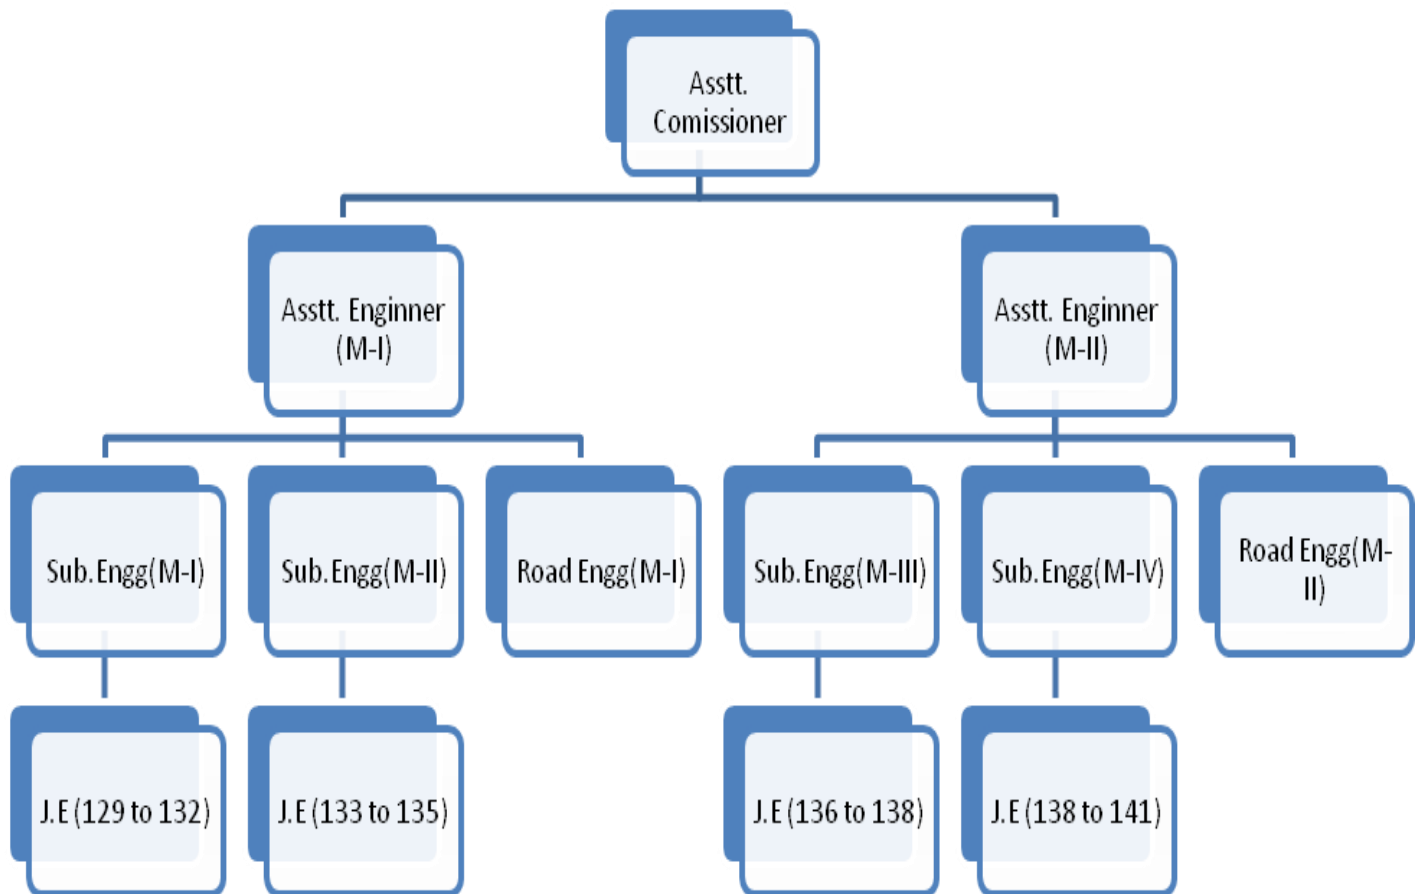 Asstt.
Comissioner
Asstt. Enginner
(M-I)
Asstt. Enginner
(M-II)
Sub.Engg(M-I)
Sub.Engg(M-II)
Road Engg(M-I)
Sub.Engg(M-III)
Sub.Engg(M-IV)
Road Engg(M-
II)
J.E (129 to 132)
J.E (133 to 135)
J.E (136 to 138)
J.E (138 to 141)